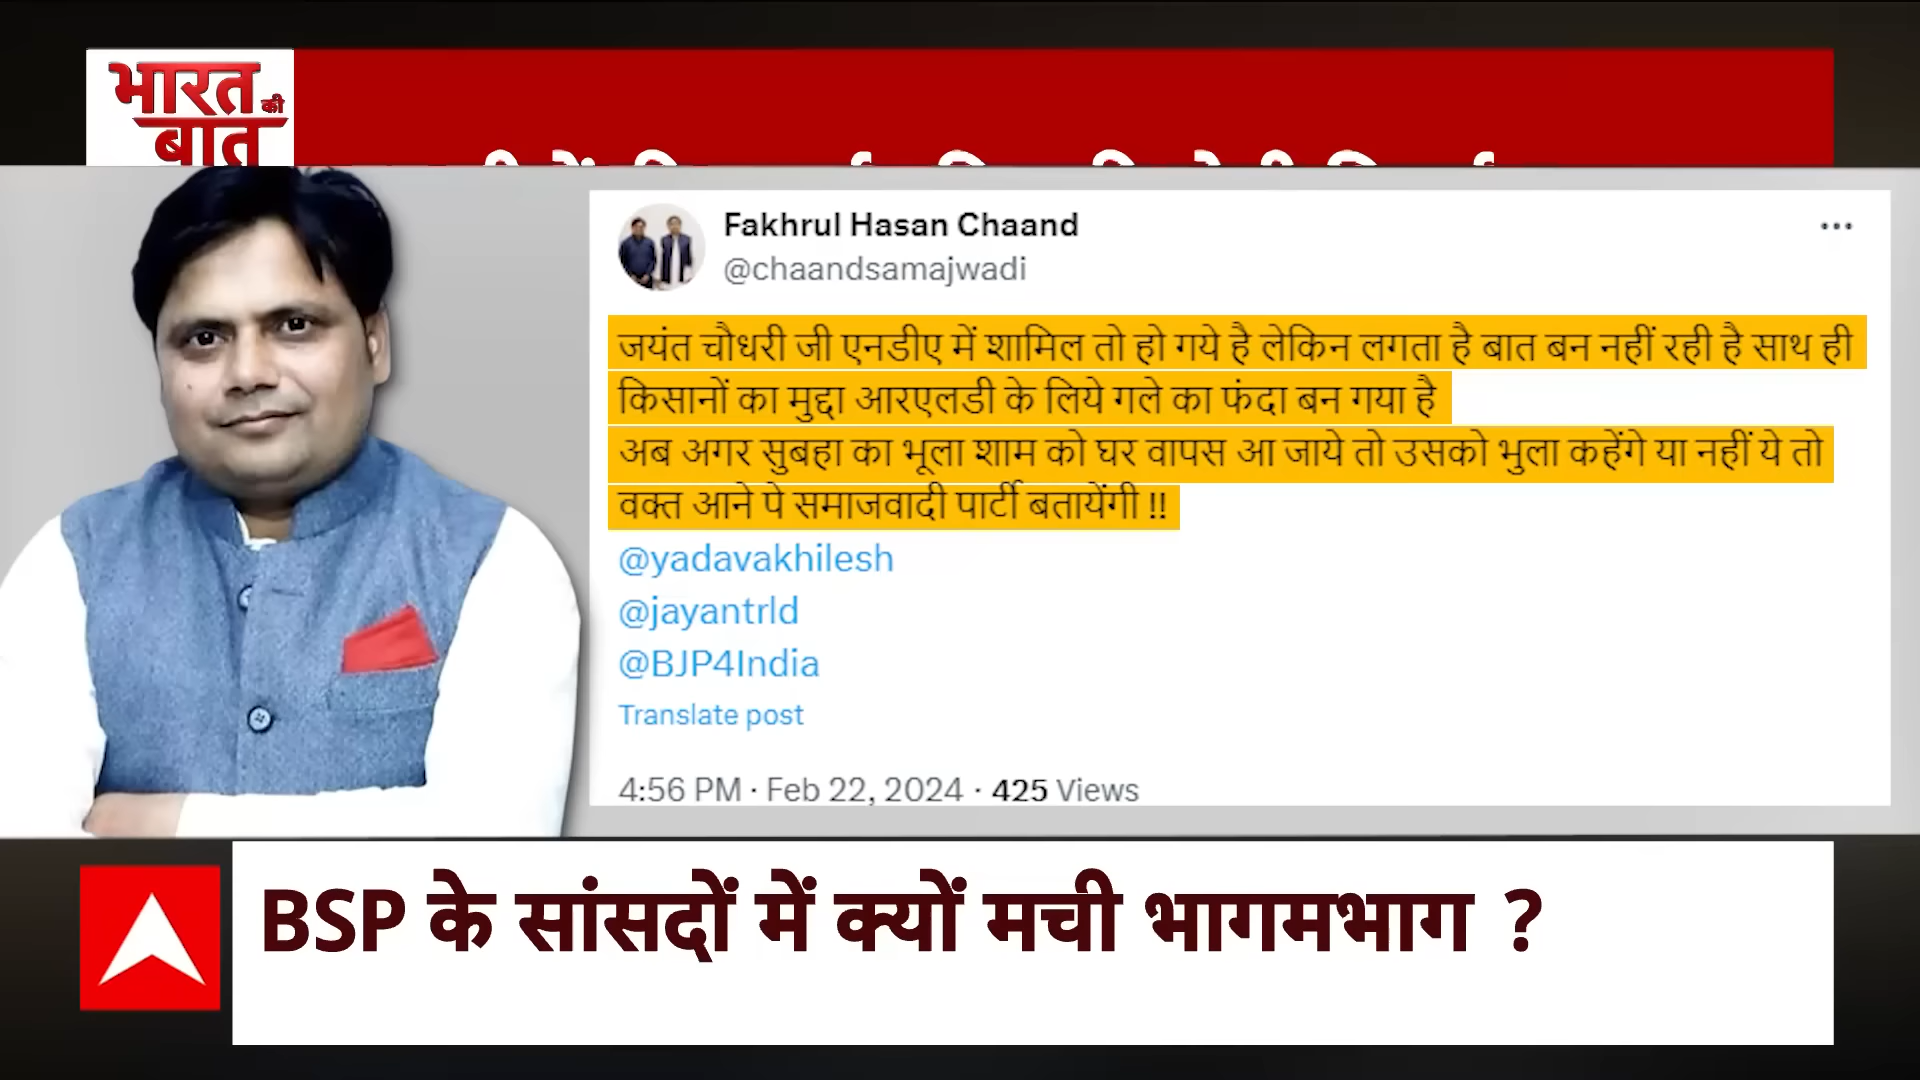 भारत की
बात
Fakhrul Hasan Chaand
@chaandsamajwadi
जयंत चौधरी जी एनडीए में शामिल तो हो गये है लेकिन लगता है बात बन नहीं रही है साथ ही
किसानों का मुद्दा आरएलडी के लिये गले का फंदा बन गया है
अब अगर सुबहा का भूला शाम को घर वापस आ जाये तो उसको भुला कहेंगे या नहीं ये तो
वक्त आने पे समाजवादी पार्टी बतायेंगी !!
@yadavakhilesh
@jayantrld
@BJP4India
Translate post
4:56 PM · Feb 22, 2024 · 425 Views
BSP के सांसदों में क्यों मची भागमभाग ?